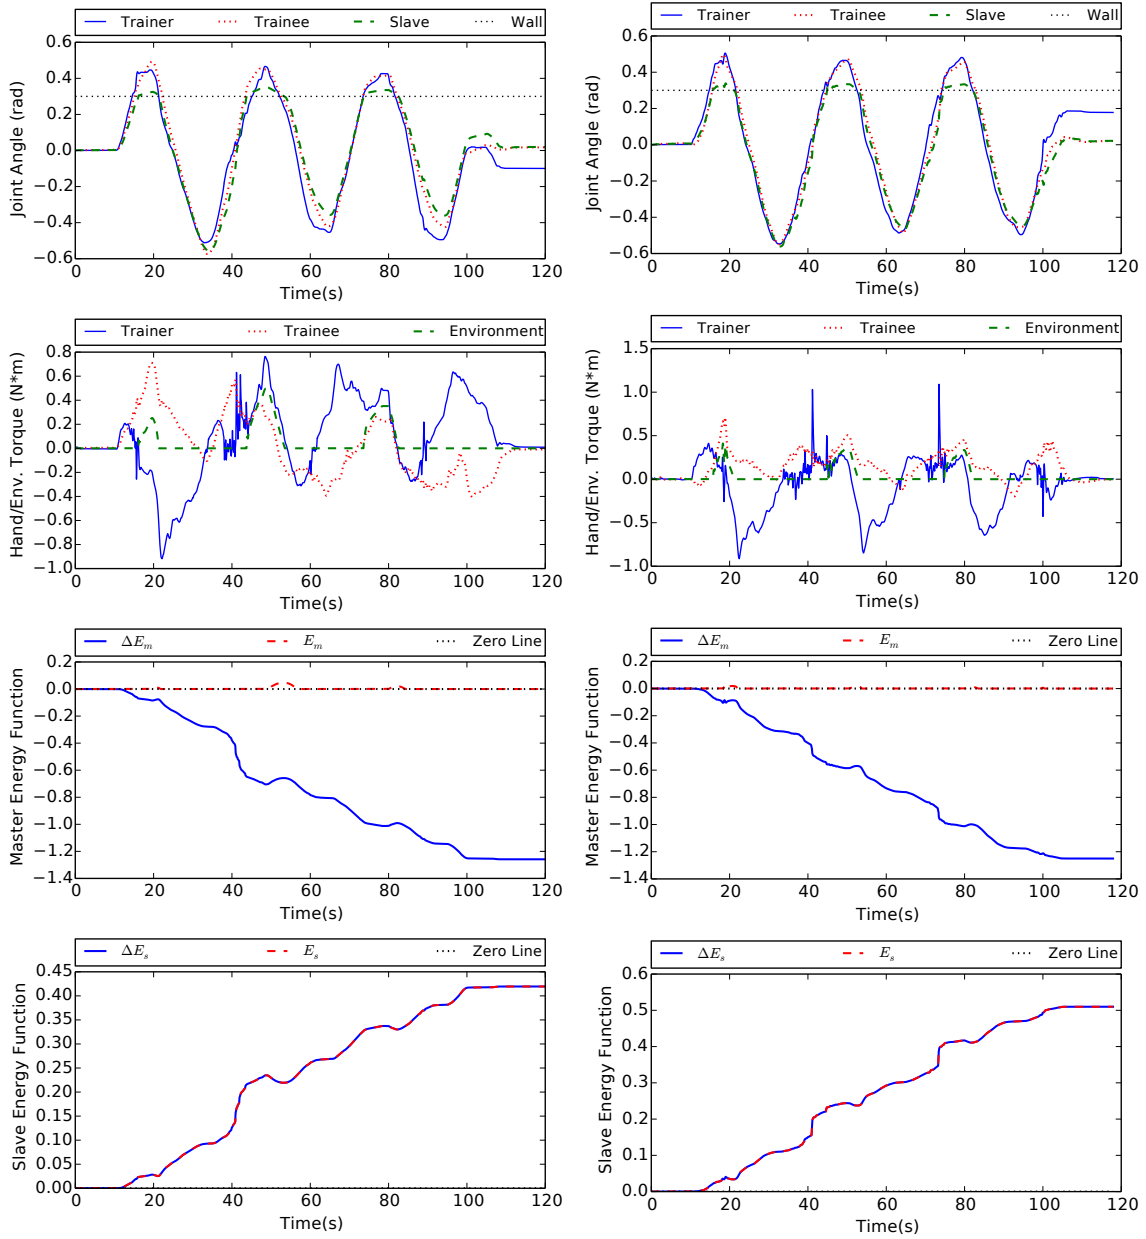 Trainer Trainee Slave Wall
0.6
0.4
0.2
0.0
−0.2
−0.4
−0.6
Joint Angle (rad)
0 20 40 60 80 100 120
Time(s)
Trainer Trainee Environment
0.8
0.6
0.4
0.2
0.0
−0.2
−0.4
−0.6
−0.8
−1.0
Hand/Env. Torque (N*m)
0 20 40 60 80 100 120
Time(s)
ΔE_m E_m Zero Line
0.2
0.0
−0.2
−0.4
−0.6
−0.8
−1.0
−1.2
−1.4
Master Energy Function
0 20 40 60 80 100 120
Time(s)
ΔE_s E_s Zero Line
0.45
0.40
0.35
0.30
0.25
0.20
0.15
0.10
0.05
0.00
Slave Energy Function
0 20 40 60 80 100 120
Time(s)
Trainer Trainee Slave Wall
0.6
0.4
0.2
0.0
−0.2
−0.4
−0.6
Joint Angle (rad)
0 20 40 60 80 100 120
Time(s)
Trainer Trainee Environment
1.5
1.0
0.5
0.0
−0.5
−1.0
Hand/Env. Torque (N*m)
0 20 40 60 80 100 120
Time(s)
ΔE_m E_m Zero Line
0.2
0.0
−0.2
−0.4
−0.6
−0.8
−1.0
−1.2
−1.4
Master Energy Function
0 20 40 60 80 100 120
Time(s)
ΔE_s E_s Zero Line
0.6
0.5
0.4
0.3
0.2
0.1
0.0
Slave Energy Function
0 20 40 60 80 100 120
Time(s)